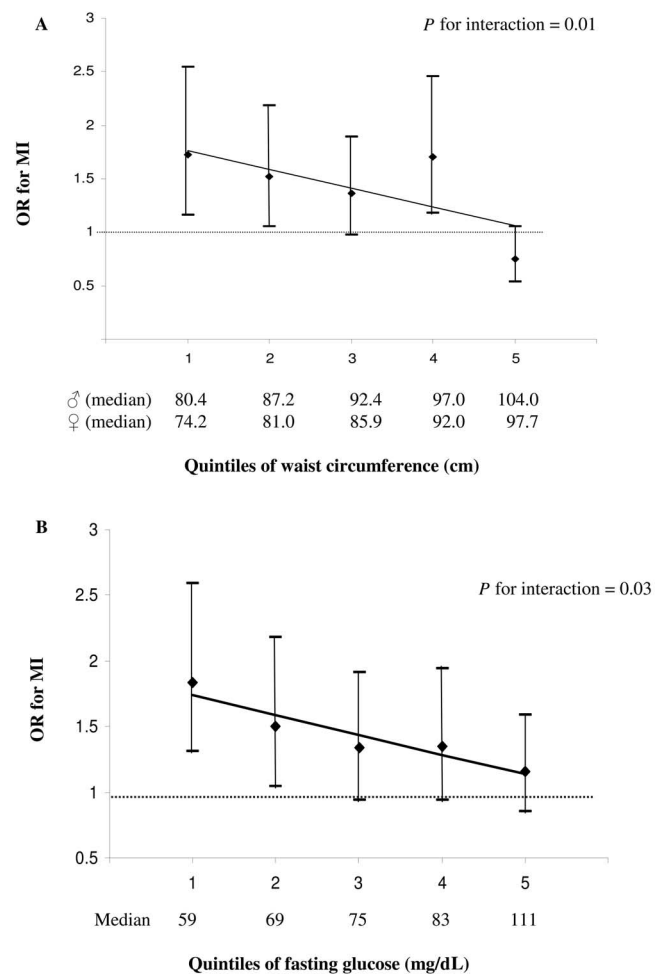 A
P for interaction = 0.01
3
2.5
2
1.5
1
0.5
OR for MI
1 2 3 4 5
♂ (median) 80.4 87.2 92.4 97.0 104.0
♀ (median) 74.2 81.0 85.9 92.0 97.7
Quintiles of waist circumference (cm)
B
P for interaction = 0.03
3
2.5
2
1.5
1
0.5
OR for MI
1 2 3 4 5
Median 59 69 75 83 111
Quintiles of fasting glucose (mg/dL)